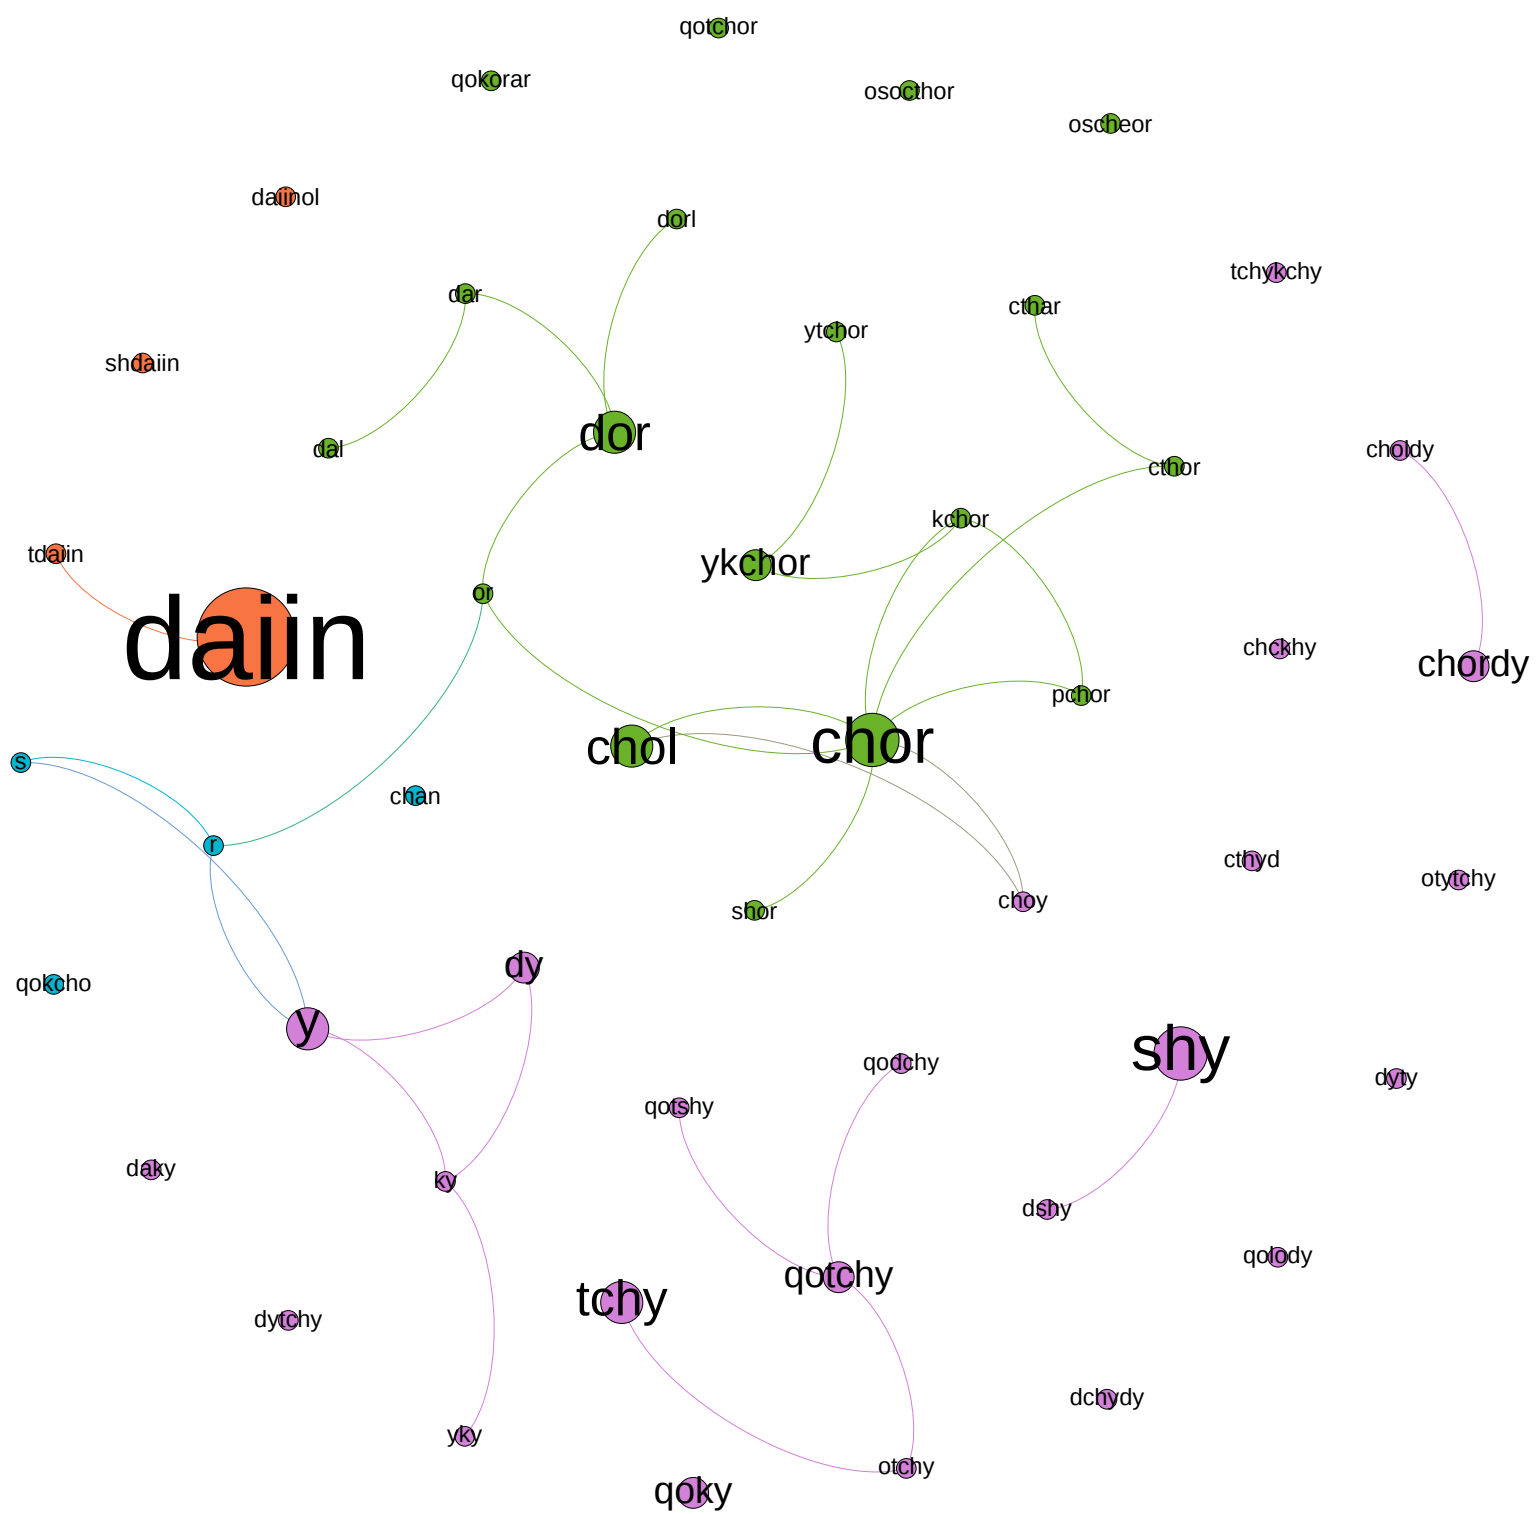 qotchor
qokorar
osocthor
oscheor
daiinol
dorl
tchykchy
dar
cthar
ytchor
shdaiin
dor
dal
choldy
cthor
kchor
tdaiin
ykchor
or
daiin
chckhy
chordy
pchor
chol
chor
s
chan
r
cthyd
otytchy
choy
shor
dy
qokcho
y
shy
qodchy
dyty
qotshy
daky
ky
dshy
qolody
qotchy
tchy
dytchy
dchydy
yky
otchy
qoky